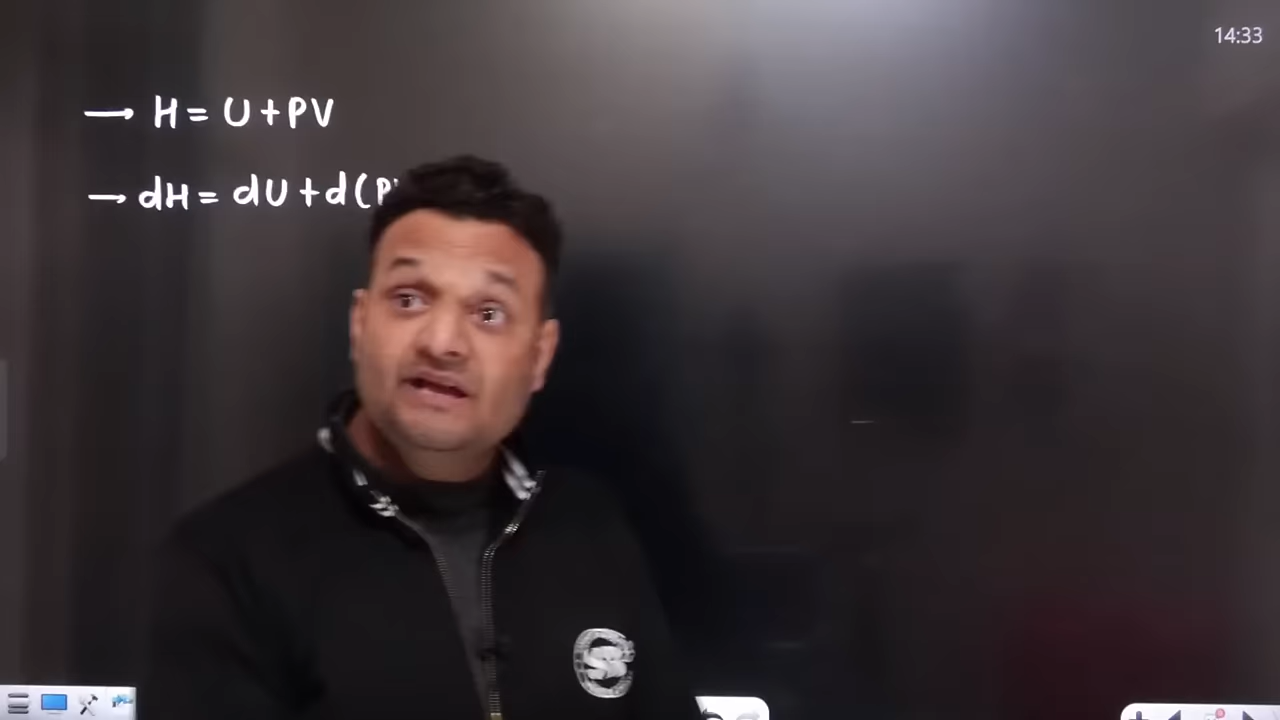 14:33
→ H = U + PV
→ dH = dU + d(P